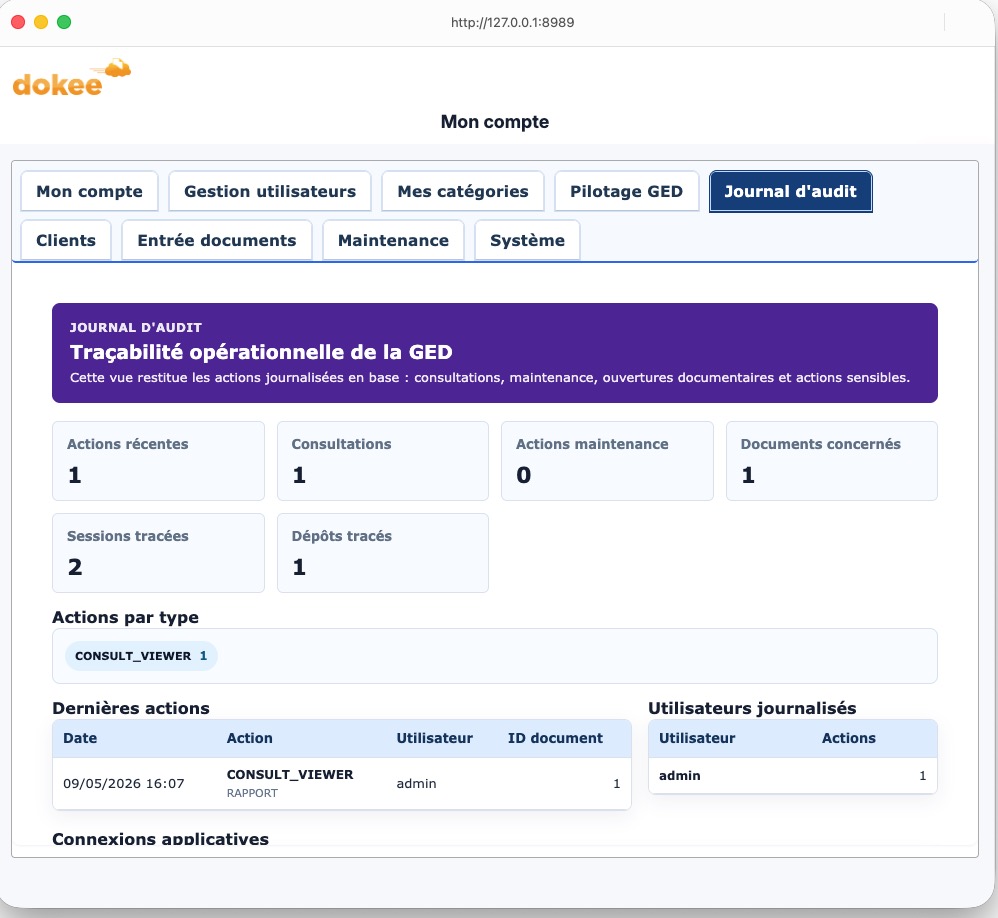 http://127.0.0.1:8989
dokee
Mon compte
Mon compte Gestion utilisateurs Mes catégories Pilotage GED Journal d'audit
Clients Entrée documents Maintenance Système
JOURNAL D'AUDIT
Traçabilité opérationnelle de la GED
Cette vue restitue les actions journalisées en base : consultations, maintenance, ouvertures documentaires et actions sensibles.
Actions récentes Consultations Actions maintenance Documents concernés
1 1 0 1
Sessions tracées Dépôts tracés
2 1
Actions par type
CONSULT_VIEWER 1
Dernières actions
Date Action Utilisateur ID document
09/05/2026 16:07 CONSULT_VIEWER admin 1
RAPPORT
Utilisateurs journalisés
Utilisateur Actions
admin 1
Connexions applicatives